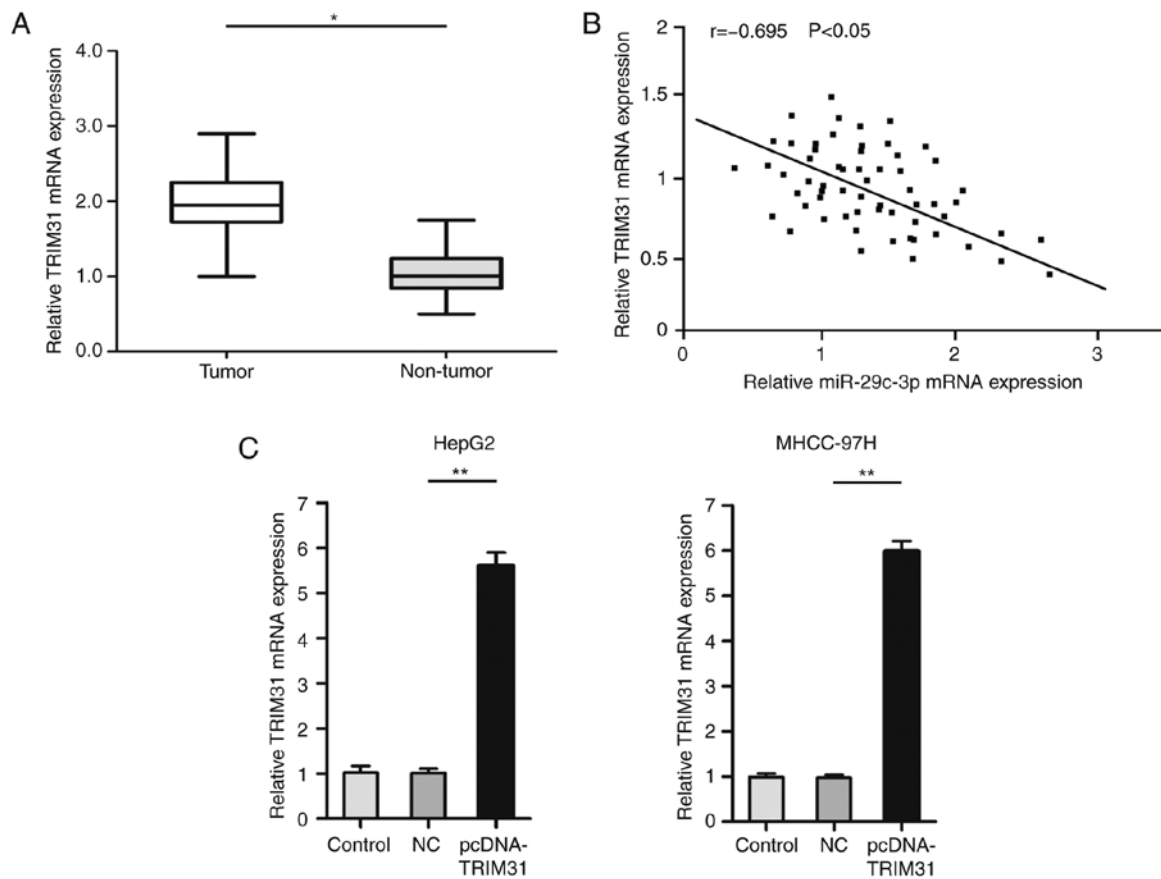 A
*
Relative TRIM31 mRNA expression
4.0
3.0
2.0
1.0
0.0
Tumor
Non-tumor
B
r=−0.695 P<0.05
Relative TRIM31 mRNA expression
2
1.5
1
0.5
0
0
1
2
3
Relative miR-29c-3p mRNA expression
C
HepG2
**
Relative TRIM31 mRNA expression
7
6
5
4
3
2
1
0
Control
NC
pcDNA-
TRIM31
MHCC-97H
**
Relative TRIM31 mRNA expression
7
6
5
4
3
2
1
0
Control
NC
pcDNA-
TRIM31